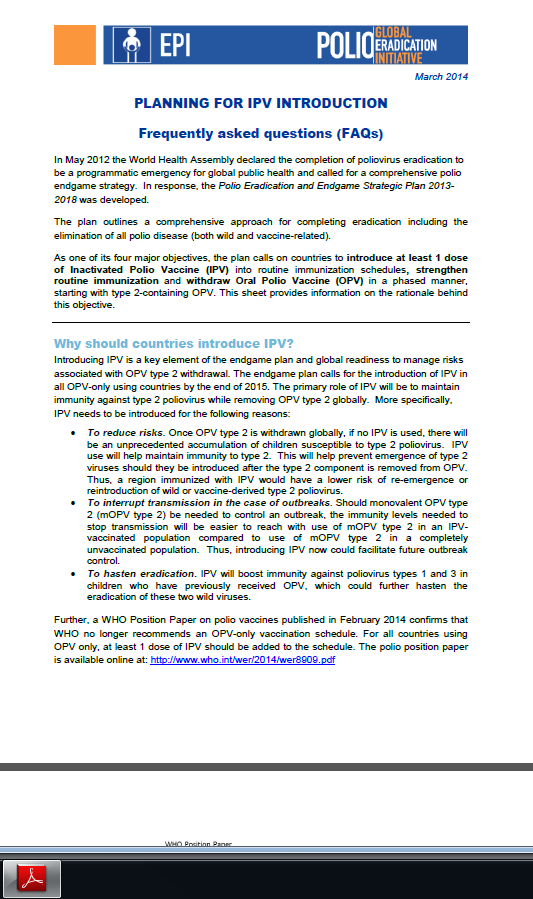 EPI
POLIO GLOBAL
ERADICATION
INITIATIVE
March 2014
PLANNING FOR IPV INTRODUCTION
Frequently asked questions (FAQs)
In May 2012 the World Health Assembly declared the completion of poliovirus eradication to
be a programmatic emergency for global public health and called for a comprehensive polio
endgame strategy.  In response, the Polio Eradication and Endgame Strategic Plan 2013-
2018 was developed.
The plan outlines a comprehensive approach for completing eradication including the
elimination of all polio disease (both wild and vaccine-related).
As one of its four major objectives, the plan calls on countries to introduce at least 1 dose
of Inactivated Polio Vaccine (IPV) into routine immunization schedules, strengthen
routine immunization and withdraw Oral Polio Vaccine (OPV) in a phased manner,
starting with type 2-containing OPV. This sheet provides information on the rationale behind
this objective.
Why should countries introduce IPV?
Introducing IPV is a key element of the endgame plan and global readiness to manage risks
associated with OPV type 2 withdrawal. The endgame plan calls for the introduction of IPV in
all OPV-only using countries by the end of 2015. The primary role of IPV will be to maintain
immunity against type 2 poliovirus while removing OPV type 2 globally.  More specifically,
IPV needs to be introduced for the following reasons:
• To reduce risks. Once OPV type 2 is withdrawn globally, if no IPV is used, there will
be an unprecedented accumulation of children susceptible to type 2 poliovirus.  IPV
use will help maintain immunity to type 2.  This will help prevent emergence of type 2
viruses should they be introduced after the type 2 component is removed from OPV.
Thus, a region immunized with IPV would have a lower risk of re-emergence or
reintroduction of wild or vaccine-derived type 2 poliovirus.
• To interrupt transmission in the case of outbreaks. Should monovalent OPV type
2 (mOPV type 2) be needed to control an outbreak, the immunity levels needed to
stop transmission will be easier to reach with use of mOPV type 2 in an IPV-
vaccinated population compared to use of mOPV type 2 in a completely
unvaccinated population.  Thus, introducing IPV now could facilitate future outbreak
control.
• To hasten eradication. IPV will boost immunity against poliovirus types 1 and 3 in
children who have previously received OPV, which could further hasten the
eradication of these two wild viruses.
Further, a WHO Position Paper on polio vaccines published in February 2014 confirms that
WHO no longer recommends an OPV-only vaccination schedule. For all countries using
OPV only, at least 1 dose of IPV should be added to the schedule. The polio position paper
is available online at: http://www.who.int/wer/2014/wer8909.pdf
WHO Position Paper